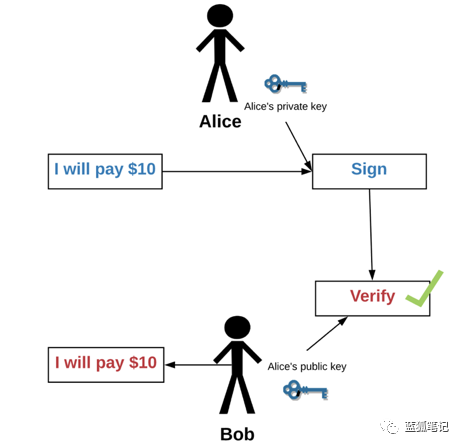 Alice's private key
Alice
I will pay $10
Sign
Verify
I will pay $10
Alice's public key
Bob
蓝狐笔记